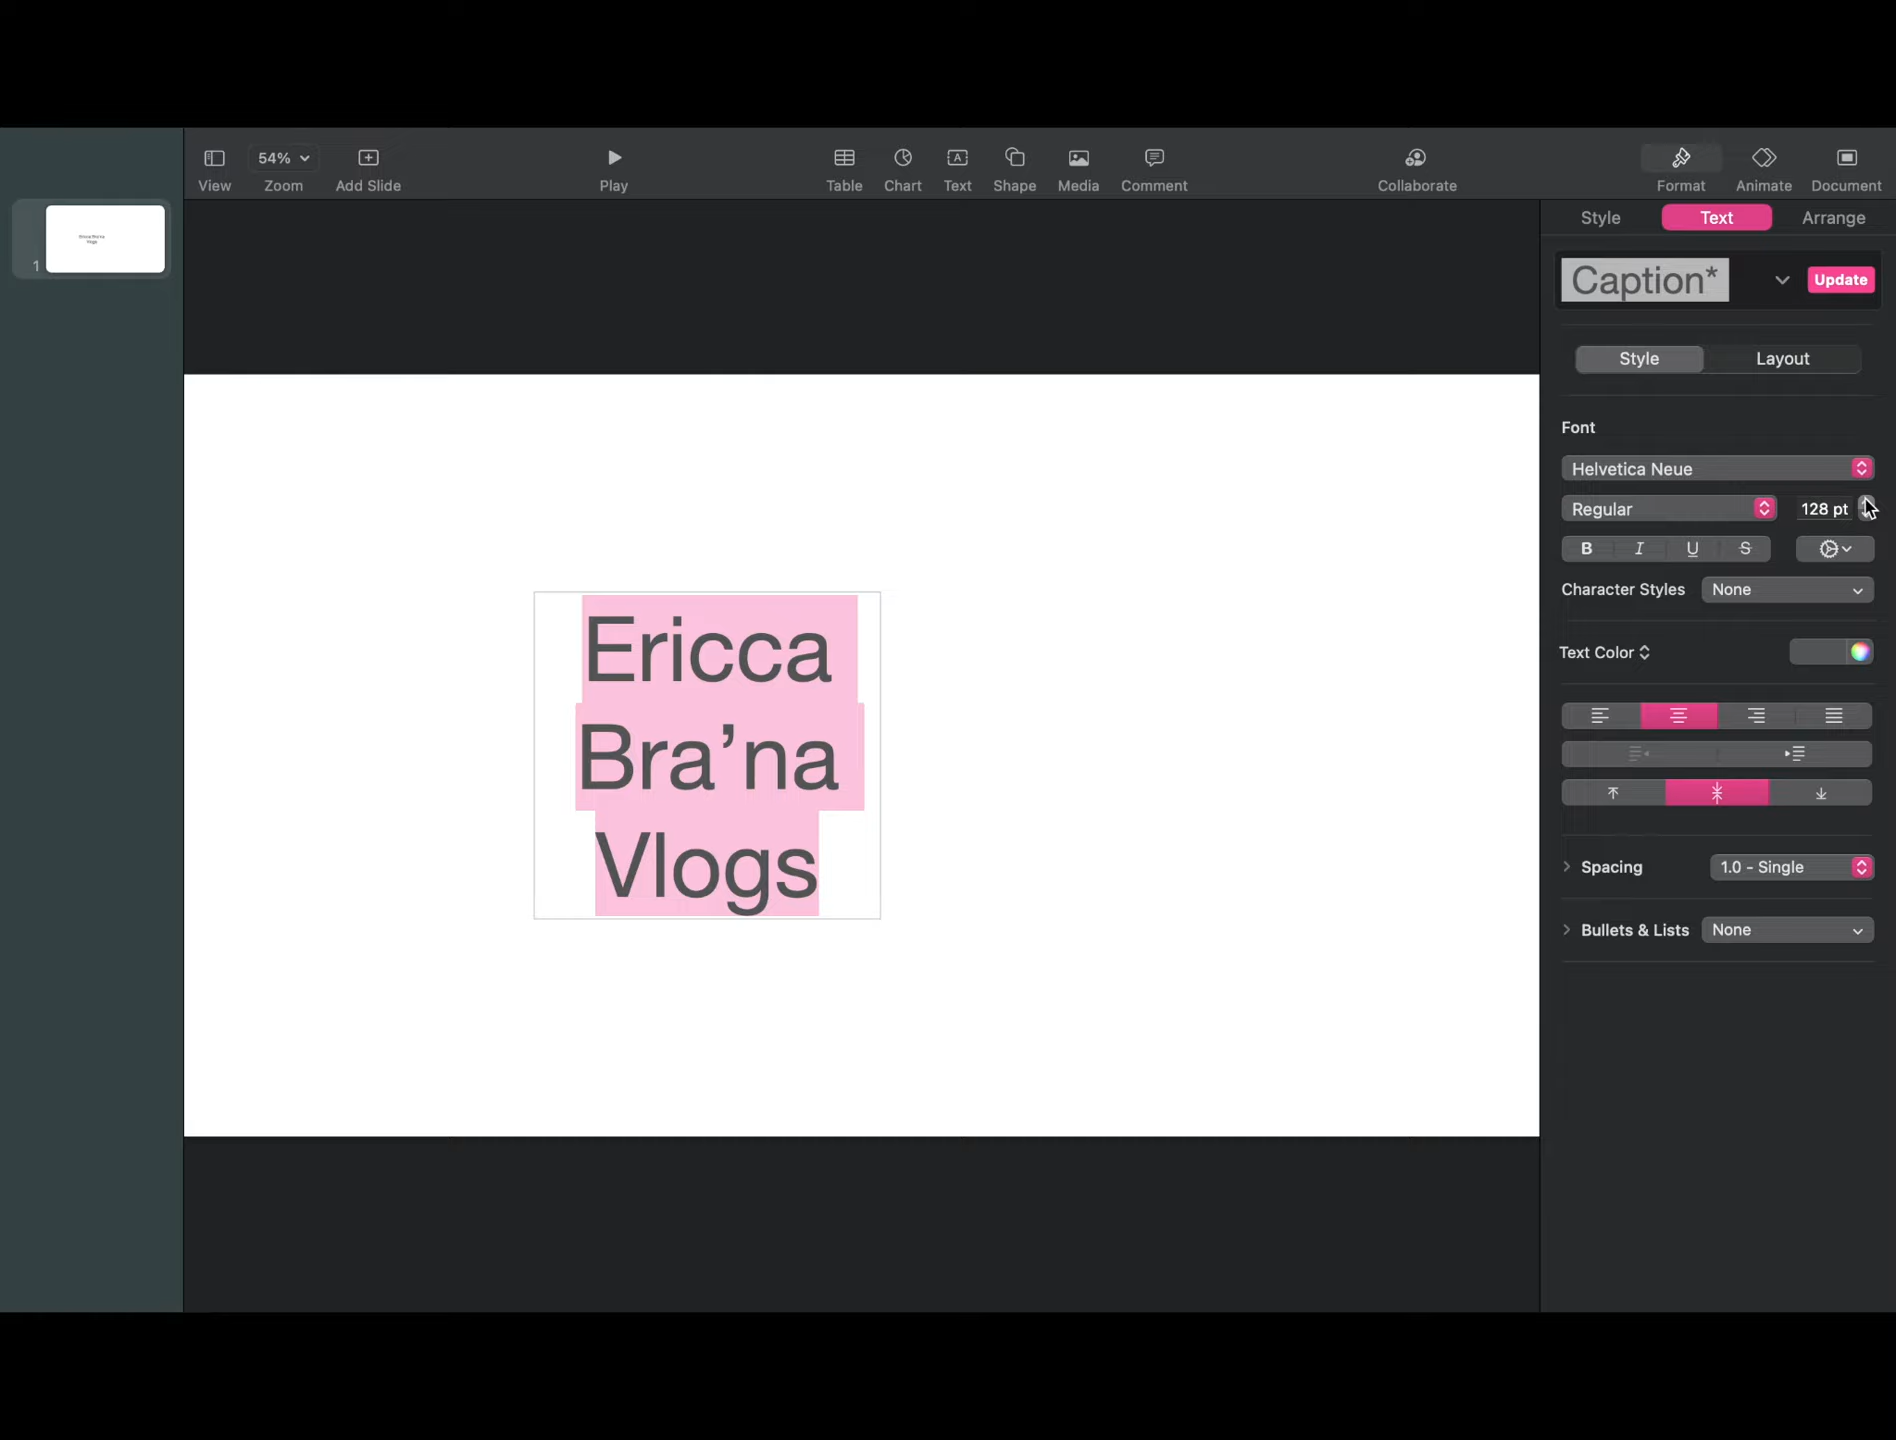 54%
View
Zoom
Add Slide
Play
Table
Chart
Text
Shape
Media
Comment
Collaborate
Format
Animate
Document
1
Style
Text
Arrange
Caption*
Update
Style
Layout
Font
Helvetica Neue
Regular
128 pt
B I U S
Character Styles
None
Text Color
Spacing
1.0 - Single
Bullets & Lists
None
Ericca
Bra’na
Vlogs